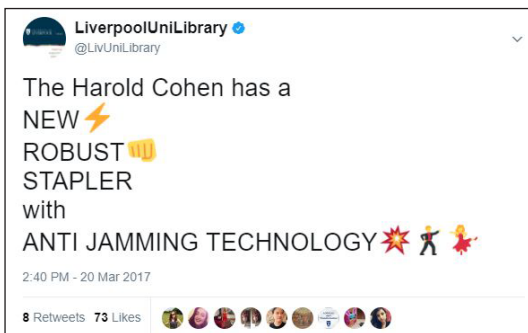 LiverpoolUniLibrary
@LivUniLibrary
The Harold Cohen has a
NEW⚡
ROBUST👊
STAPLER
with
ANTI JAMMING TECHNOLOGY💥🕺💃
2:40 PM - 20 Mar 2017
8 Retweets 73 Likes